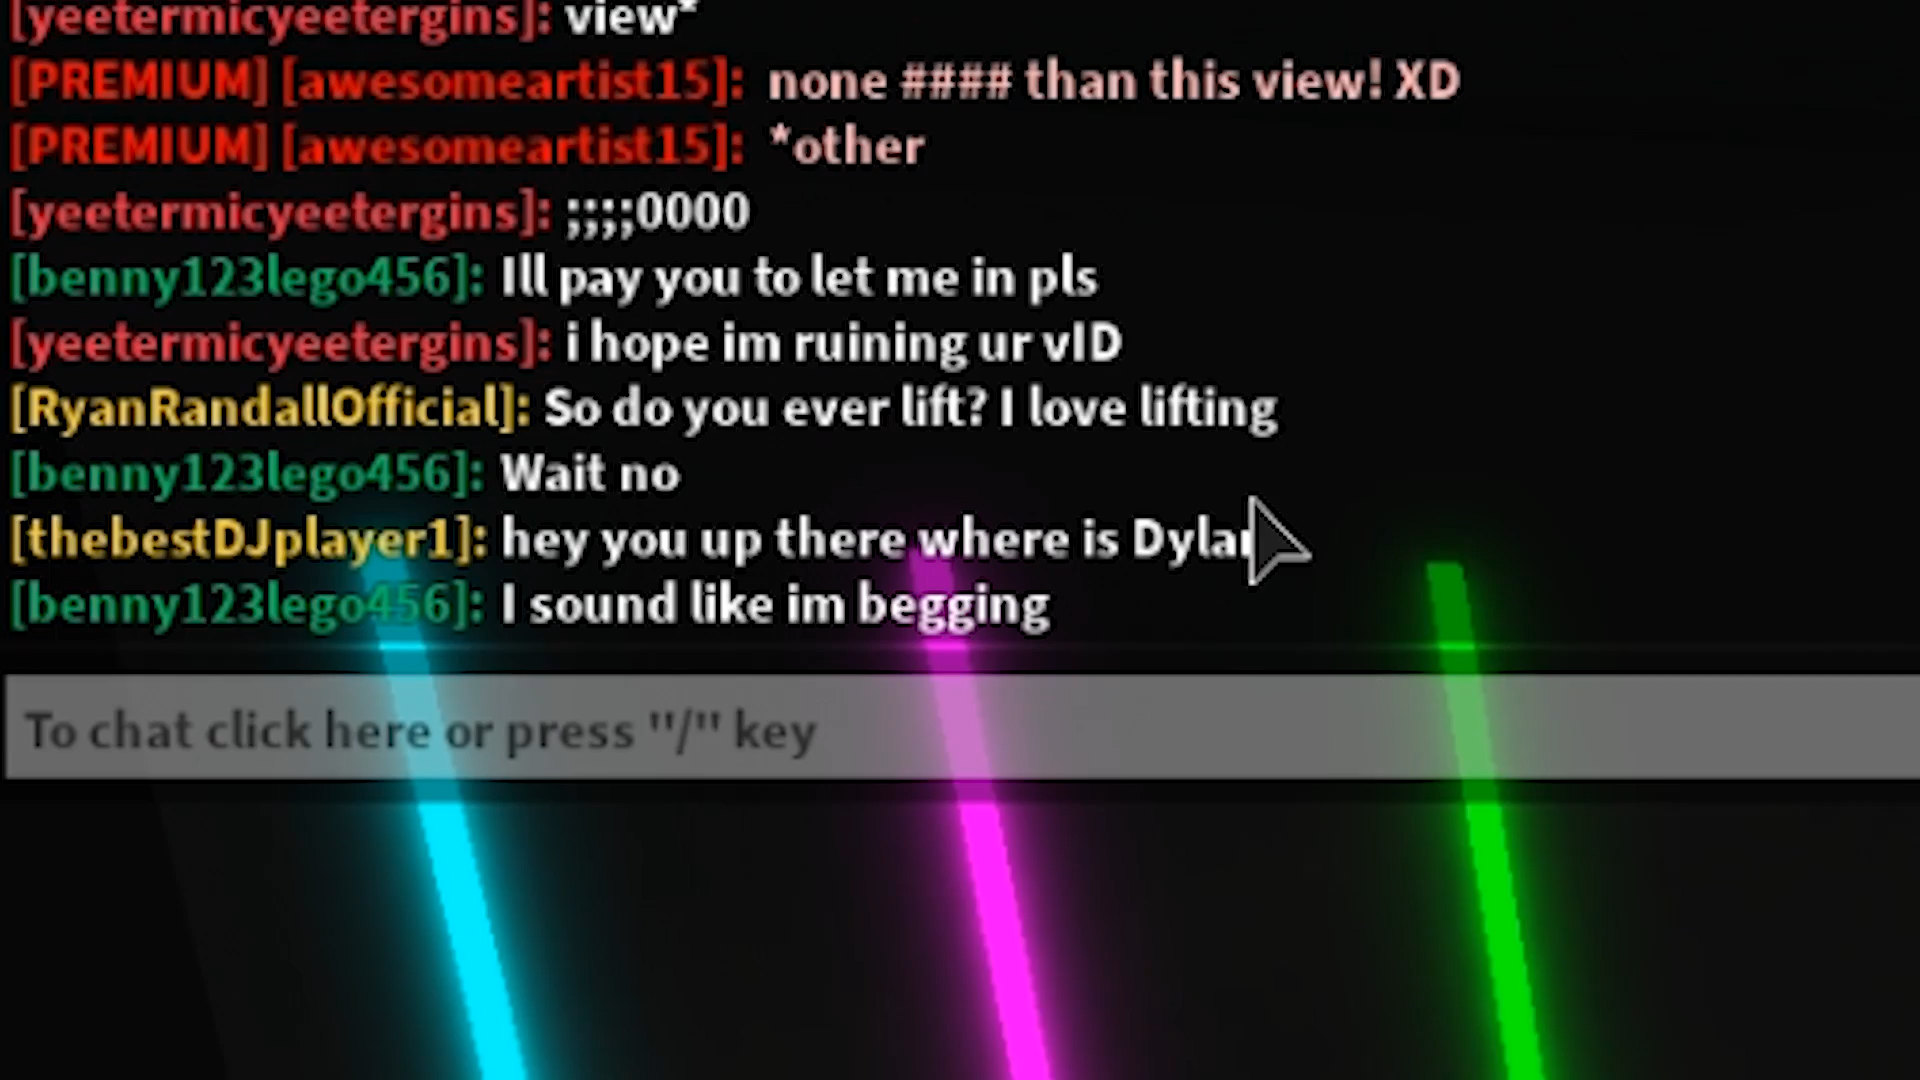 [yeetermicyeetergins]: view*
[PREMIUM] [awesomeartist15]: none #### than this view! XD
[PREMIUM] [awesomeartist15]: *other
[yeetermicyeetergins]: ;;;;0000
[benny123lego456]: Ill pay you to let me in pls
[yeetermicyeetergins]: i hope im ruining ur vID
[RyanRandallOfficial]: So do you ever lift? I love lifting
[benny123lego456]: Wait no
[thebestDJplayer1]: hey you up there where is
[benny123lego456]: I sound like im begging
To chat click here or press "/" key